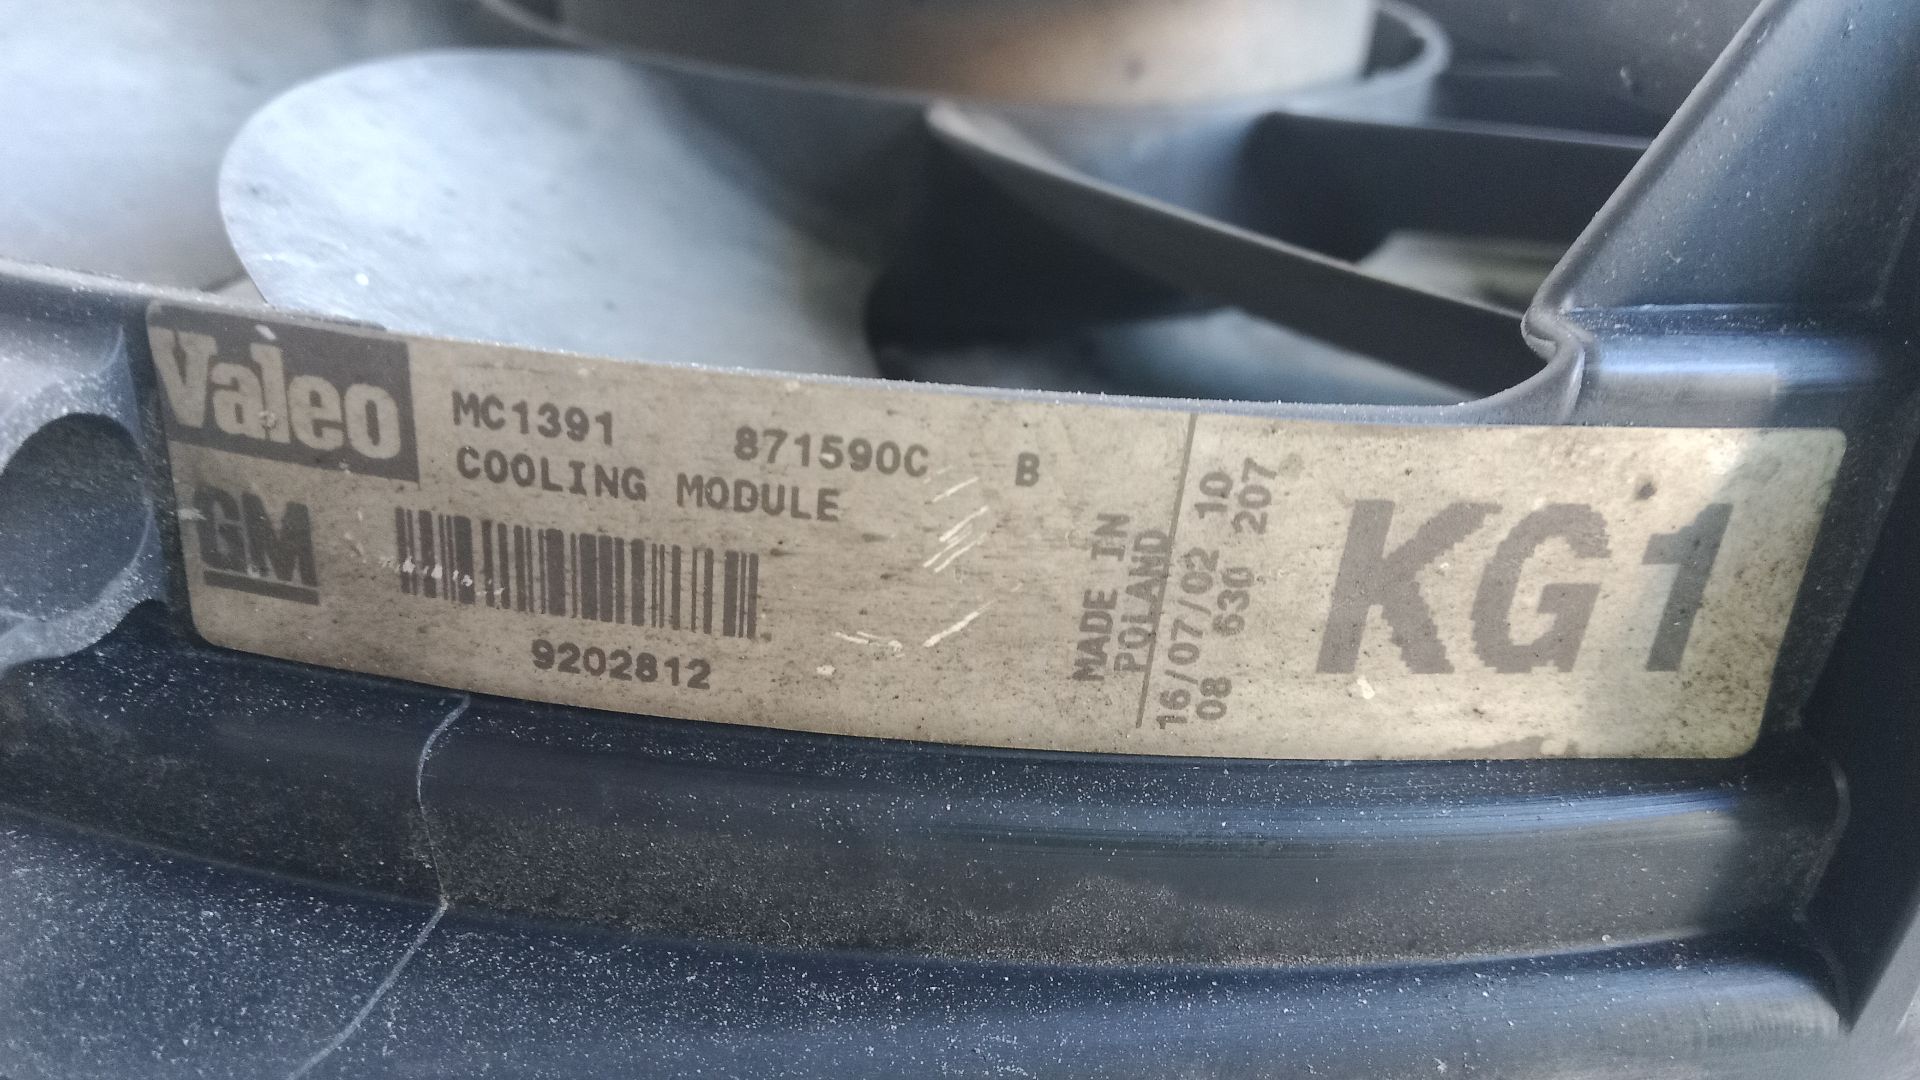 Valeo
MC1391 871590C B
COOLING MODULE
GM
9202812
MADE IN
POLAND
16/07/02 10
08 630 207
KG1